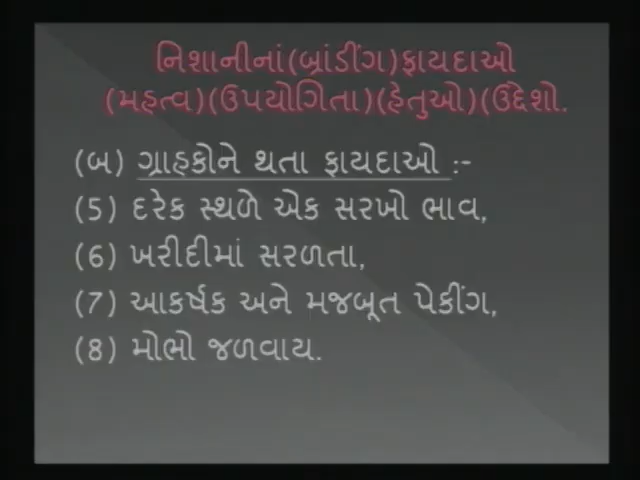 નિશાનીનાં(બ્રાંડીંગ)ફાયદાઓ
(મહત્વ)(ઉપયોગિતા)(હેતુઓ)(ઉદ્દેશો.
(બ) ગ્રાહકોને થતા ફાયદાઓ :-
(5) દરેક સ્થળે એક સરખો ભાવ,
(6) ખરીદીમાં સરળતા,
(7) આકર્ષક અને મજબૂત પેકીંગ,
(8) મોભો જળવાય.